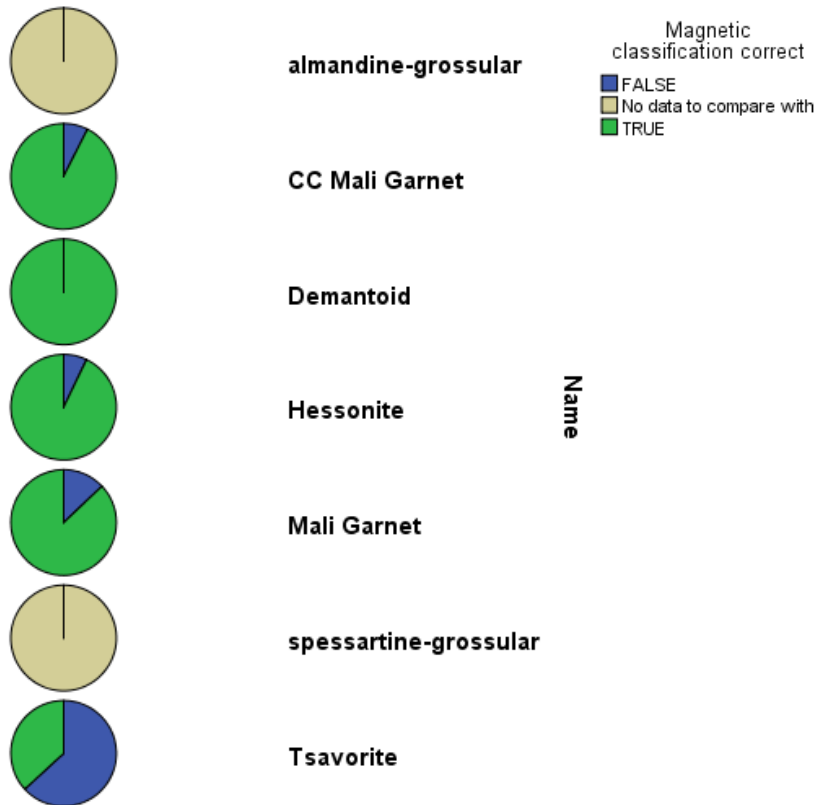 almandine-grossular
CC Mali Garnet
Demantoid
Hessonite
Mali Garnet
spessartine-grossular
Tsavorite
Name
Magnetic
classification correct
FALSE
No data to compare with
TRUE